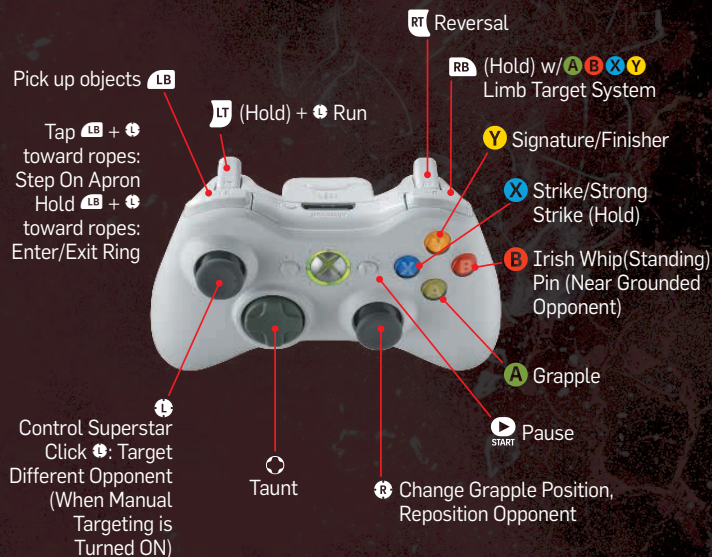 RT Reversal
Pick up objects LB
RB (Hold) w/ A B X Y
Limb Target System
LT (Hold) + L Run
Tap LB + L
toward ropes:
Step On Apron
Hold LB + L
toward ropes:
Enter/Exit Ring
Y Signature/Finisher
X Strike/Strong
Strike (Hold)
B Irish Whip(Standing)
Pin (Near Grounded
Opponent)
A Grapple
START Pause
L
Control Superstar
Click L: Target
Different Opponent
(When Manual
Targeting is
Turned ON)
Taunt
R Change Grapple Position,
Reposition Opponent
Y
X
B
A